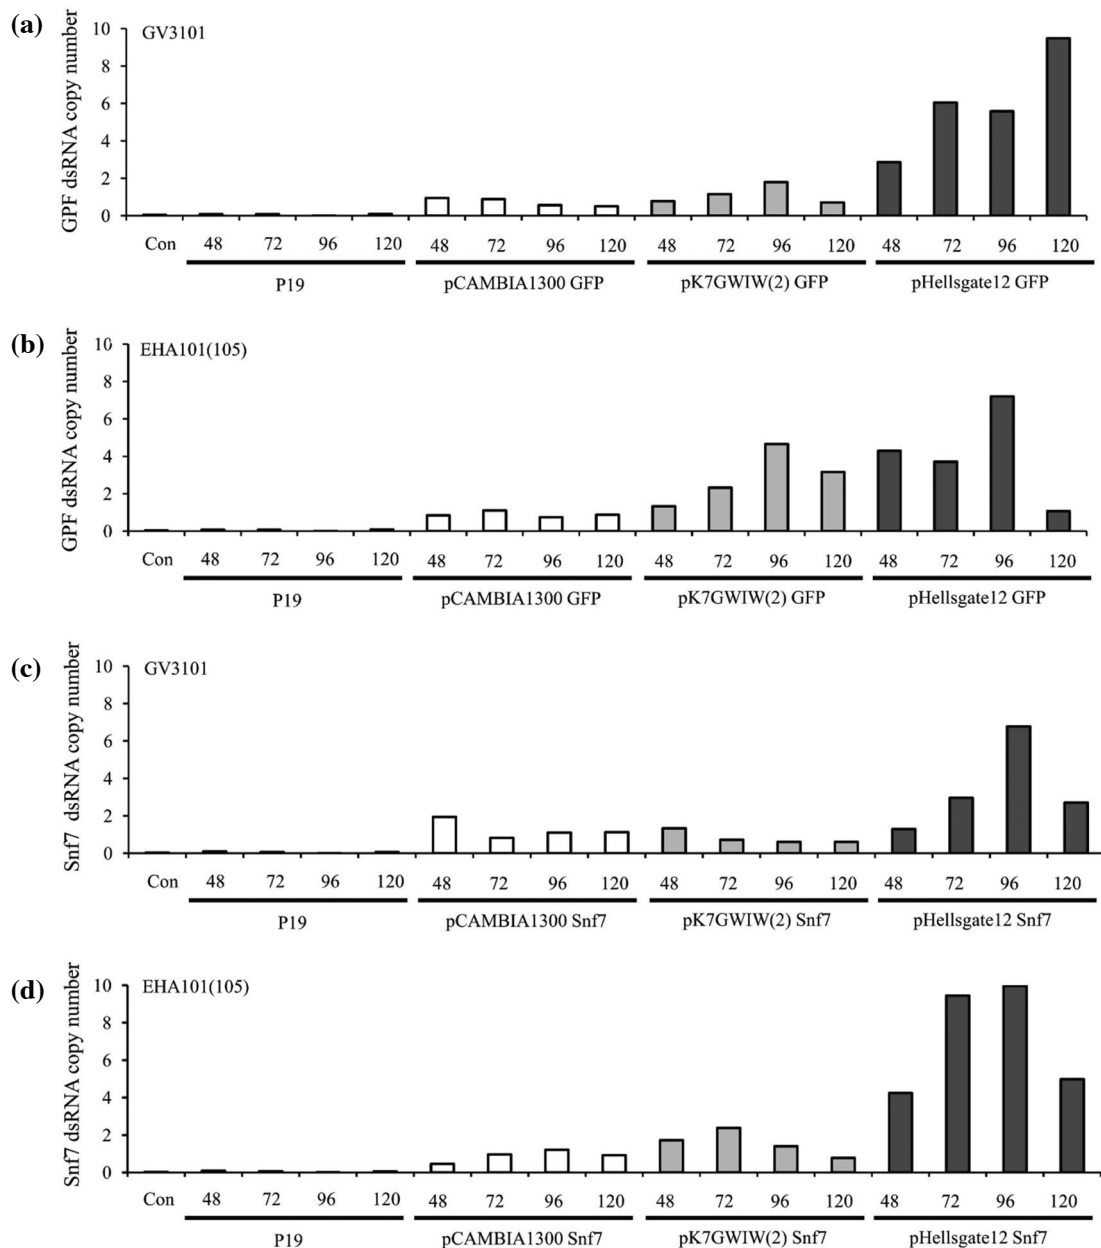 (a)
GV3101
GPF dsRNA copy number
10
8
6
4
2
0
Con 48 72 96 120 48 72 96 120 48 72 96 120 48 72 96 120
P19 pCAMBIA1300 GFP pK7GWIW(2) GFP pHellsgate12 GFP
(b)
EHA101(105)
GPF dsRNA copy number
10
8
6
4
2
0
Con 48 72 96 120 48 72 96 120 48 72 96 120 48 72 96 120
P19 pCAMBIA1300 GFP pK7GWIW(2) GFP pHellsgate12 GFP
(c)
GV3101
Snf7 dsRNA copy number
10
8
6
4
2
0
Con 48 72 96 120 48 72 96 120 48 72 96 120 48 72 96 120
P19 pCAMBIA1300 Snf7 pK7GWIW(2) Snf7 pHellsgate12 Snf7
(d)
EHA101(105)
Snf7 dsRNA copy number
10
8
6
4
2
0
Con 48 72 96 120 48 72 96 120 48 72 96 120 48 72 96 120
P19 pCAMBIA1300 Snf7 pK7GWIW(2) Snf7 pHellsgate12 Snf7